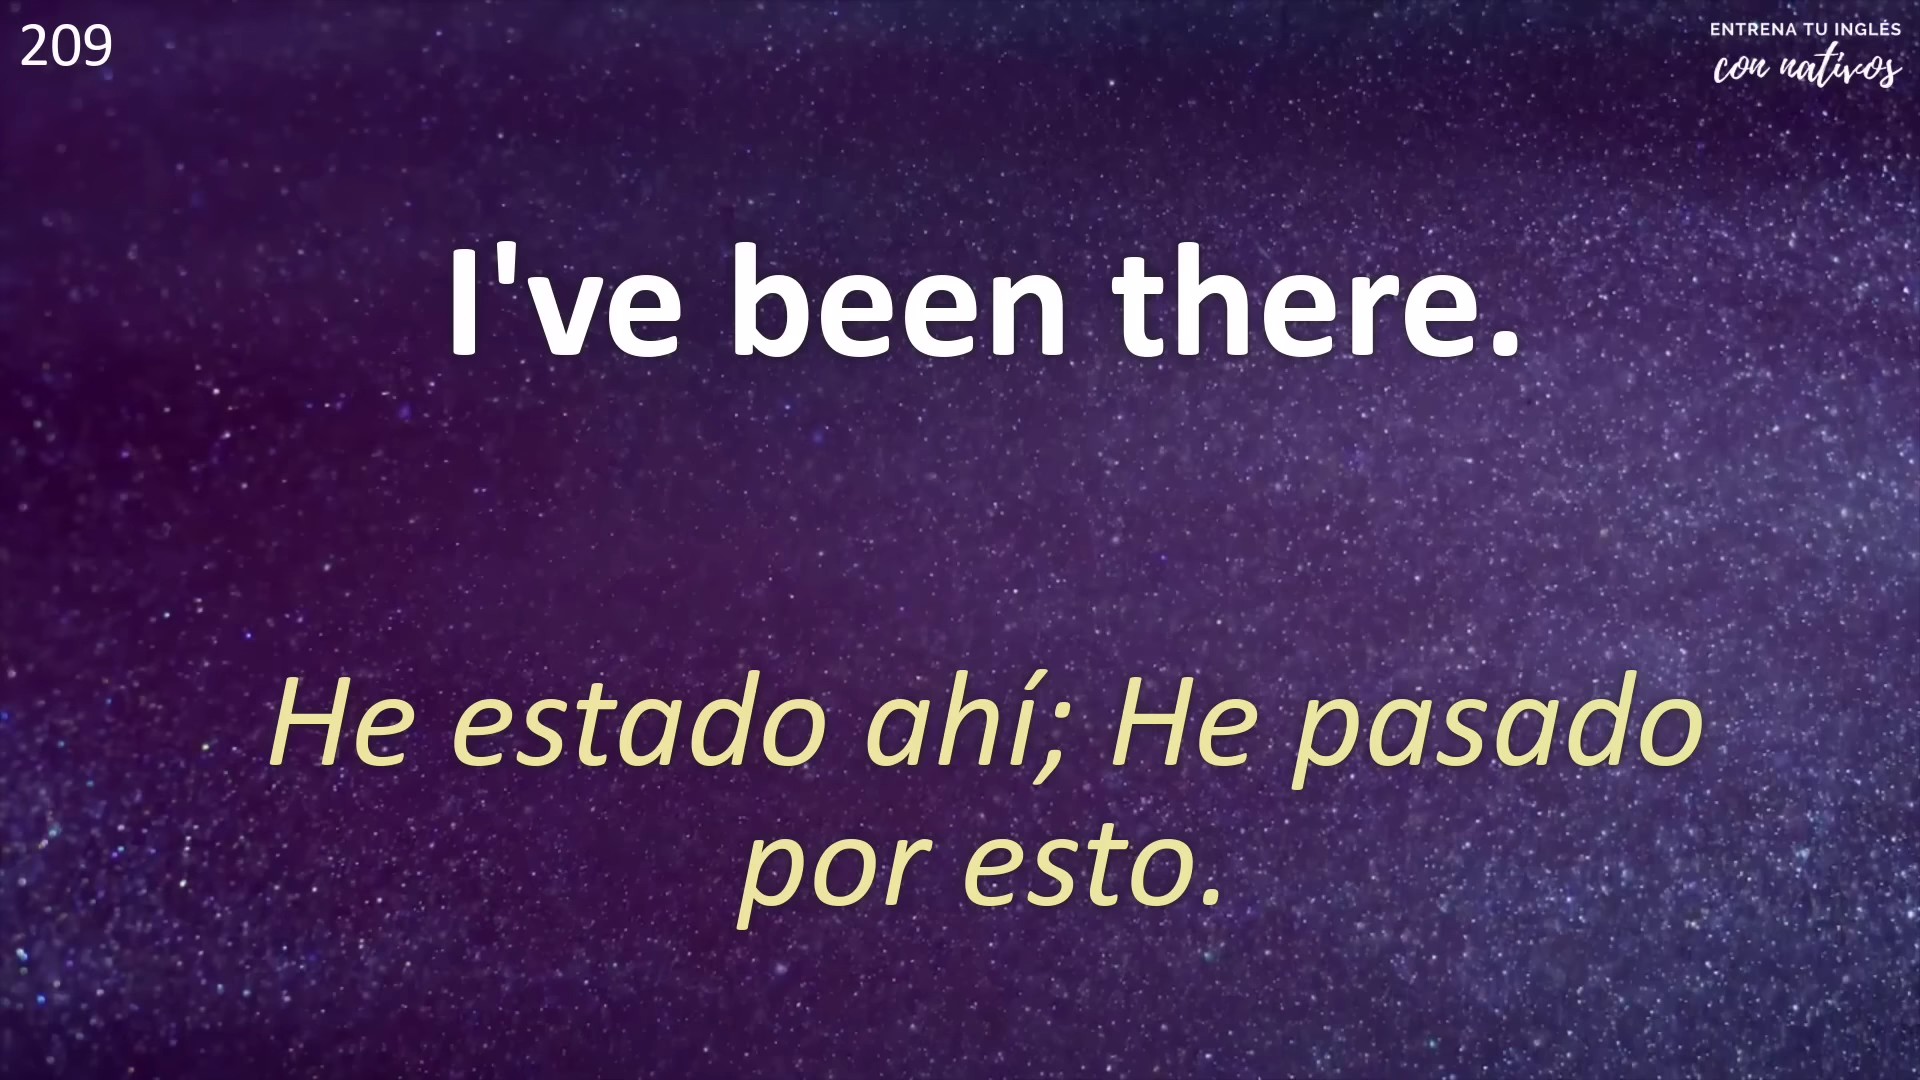 209
ENTRENA TU INGLÉS
con nativos
I've been there.
He estado ahí; He pasado
por esto.